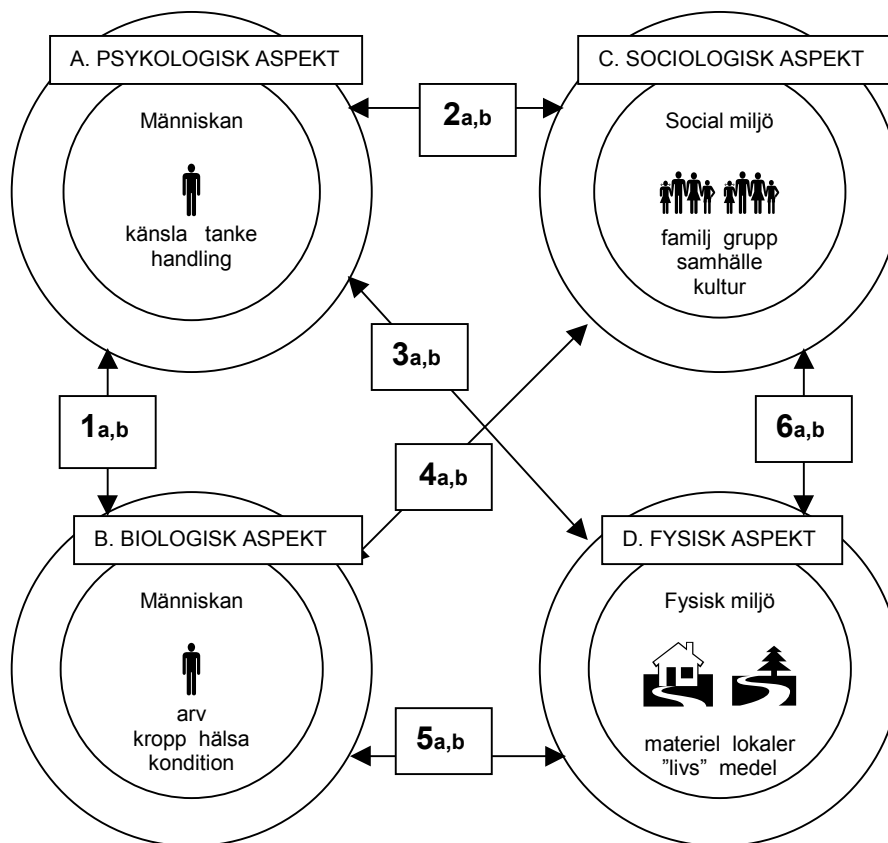 A. PSYKOLOGISK ASPEKT
Människan
känsla tanke
handling
2a,b
C. SOCIOLOGISK ASPEKT
Social miljö
familj grupp
samhälle
kultur
3a,b
1a,b
4a,b
6a,b
B. BIOLOGISK ASPEKT
Människan
arv
kropp hälsa
kondition
5a,b
D. FYSISK ASPEKT
Fysisk miljö
materiel lokaler
”livs” medel